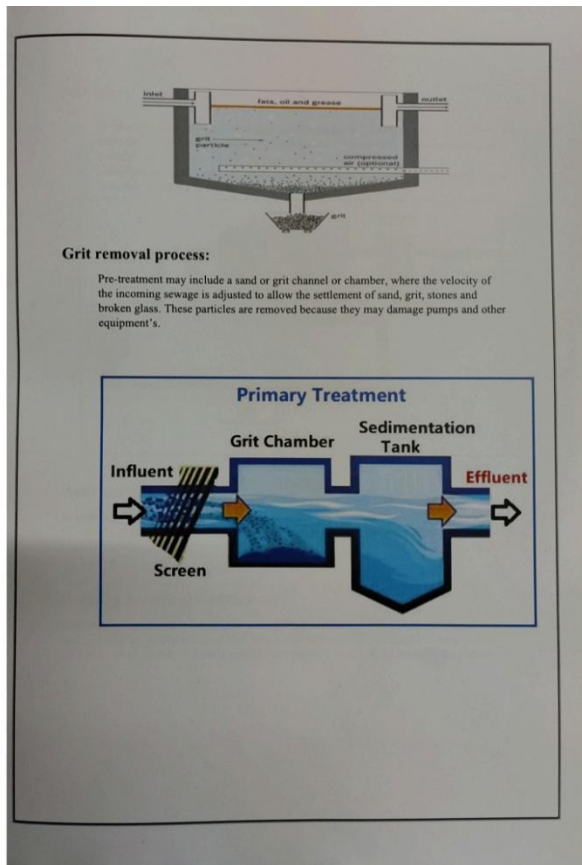 inlet
outlet
fats, oil and grease
grit
particle
compressed
air (optional)
grit
Grit removal process:
Pre-treatment may include a sand or grit channel or chamber, where the velocity of
the incoming sewage is adjusted to allow the settlement of sand, grit, stones and
broken glass. These particles are removed because they may damage pumps and other
equipment's.
Primary Treatment
Sedimentation
Tank
Grit Chamber
Influent
Effluent
Screen